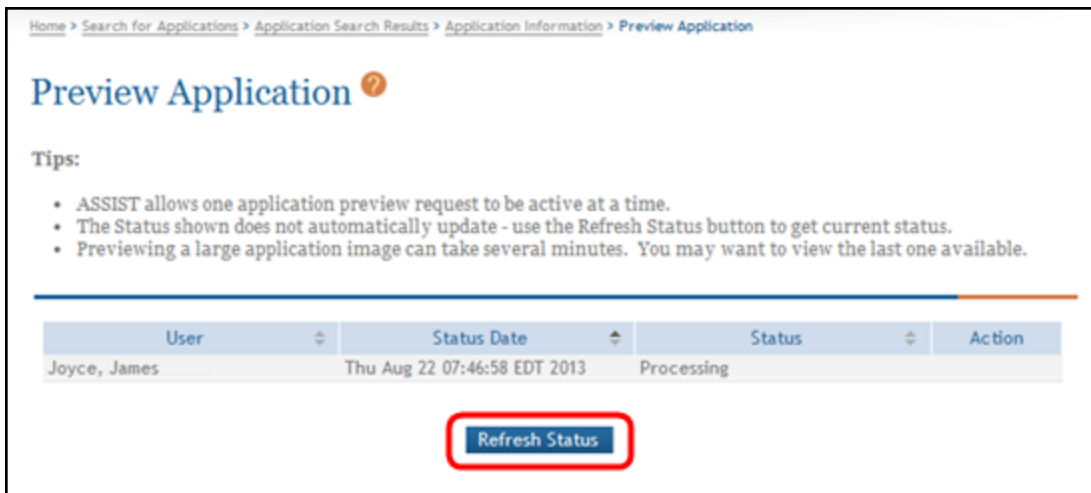 Home > Search for Applications > Application Search Results > Application Information > Preview Application
Preview Application ?
Tips:
• ASSIST allows one application preview request to be active at a time.
• The Status shown does not automatically update - use the Refresh Status button to get current status.
• Previewing a large application image can take several minutes. You may want to view the last one available.
User Status Date Status Action
Joyce, James Thu Aug 22 07:46:58 EDT 2013 Processing
Refresh Status